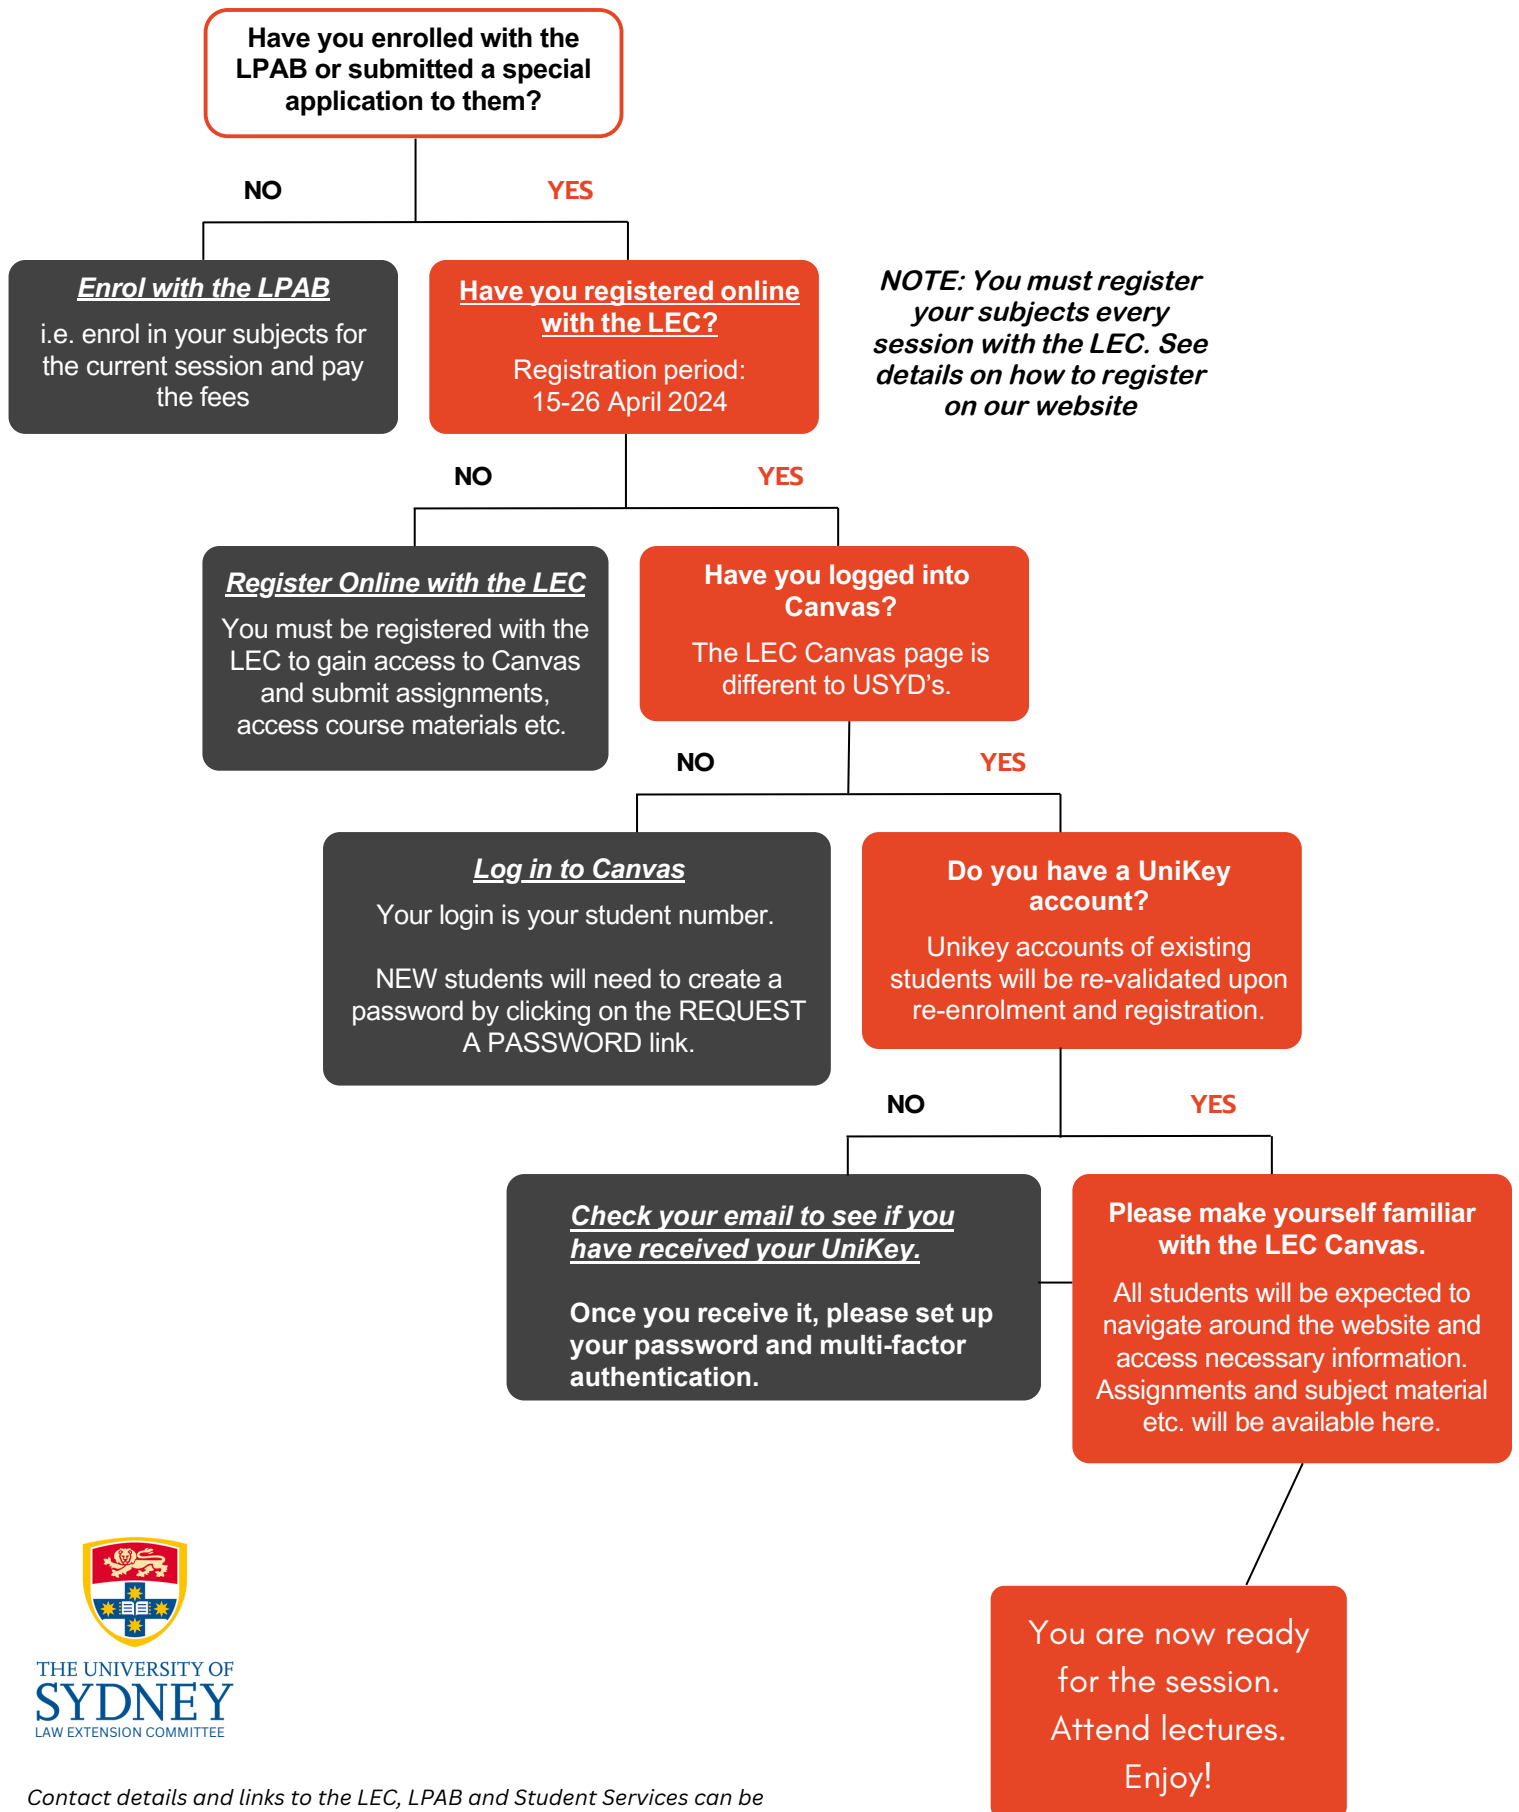 Have you enrolled with the
LPAB or submitted a special
application to them?
NO
YES
Enrol with the LPAB
i.e. enrol in your subjects for
the current session and pay
the fees
Have you registered online
with the LEC?
Registration period:
15-26 April 2024
NOTE: You must register
your subjects every
session with the LEC. See
details on how to register
on our website
NO
YES
Register Online with the LEC
You must be registered with the
LEC to gain access to Canvas
and submit assignments,
access course materials etc.
Have you logged into
Canvas?
The LEC Canvas page is
different to USYD's.
NO
YES
Log in to Canvas
Your login is your student number.
NEW students will need to create a
password by clicking on the REQUEST
A PASSWORD link.
Do you have a UniKey
account?
Unikey accounts of existing
students will be re-validated upon
re-enrolment and registration.
NO
YES
Check your email to see if you
have received your UniKey.
Once you receive it, please set up
your password and multi-factor
authentication.
Please make yourself familiar
with the LEC Canvas.
All students will be expected to
navigate around the website and
access necessary information.
Assignments and subject material
etc. will be available here.
You are now ready
for the session.
Attend lectures.
Enjoy!
THE UNIVERSITY OF
SYDNEY
LAW EXTENSION COMMITTEE
Contact details and links to the LEC, LPAB and Student Services can be